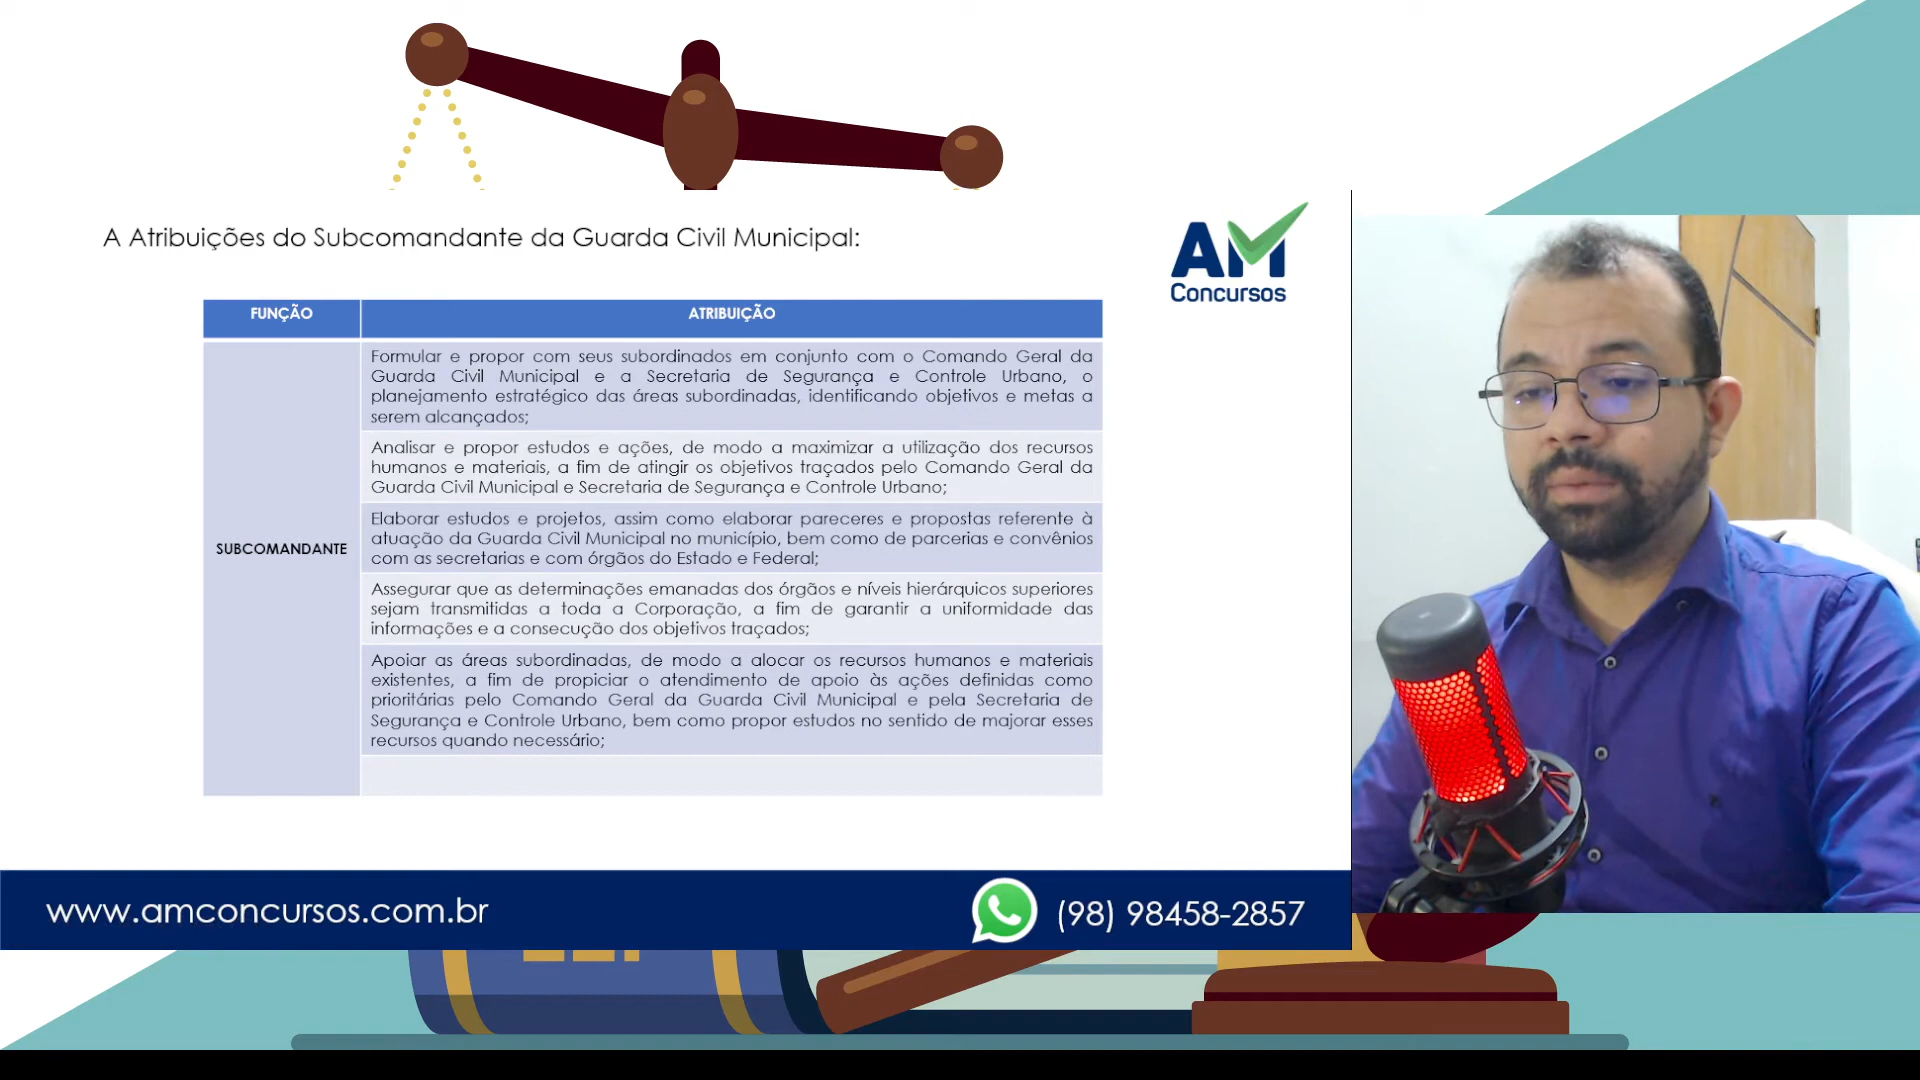 A Atribuições do Subcomandante da Guarda Civil Municipal:
AM
Concursos
FUNÇÃO
ATRIBUIÇÃO
SUBCOMANDANTE
Formular e propor com seus subordinados em conjunto com o Comando Geral da
Guarda Civil Municipal e a Secretaria de Segurança e Controle Urbano, o
planejamento estratégico das áreas subordinadas, identificando objetivos e metas a
serem alcançados;
Analisar e propor estudos e ações, de modo a maximizar a utilização dos recursos
humanos e materiais, a fim de atingir os objetivos traçados pelo Comando Geral da
Guarda Civil Municipal e Secretaria de Segurança e Controle Urbano;
Elaborar estudos e projetos, assim como elaborar pareceres e propostas referente à
atuação da Guarda Civil Municipal no município, bem como de parcerias e convênios
com as secretarias e com órgãos do Estado e Federal;
Assegurar que as determinações emanadas dos órgãos e níveis hierárquicos superiores
sejam transmitidas a toda a Corporação, a fim de garantir a uniformidade das
informações e a consecução dos objetivos traçados;
Apoiar as áreas subordinadas, de modo a alocar os recursos humanos e materiais
existentes, a fim de propiciar o atendimento de apoio às ações definidas como
prioritárias pelo Comando Geral da Guarda Civil Municipal e pela Secretaria de
Segurança e Controle Urbano, bem como propor estudos no sentido de majorar esses
recursos quando necessário;
www.amconcursos.com.br
(98) 98458-2857